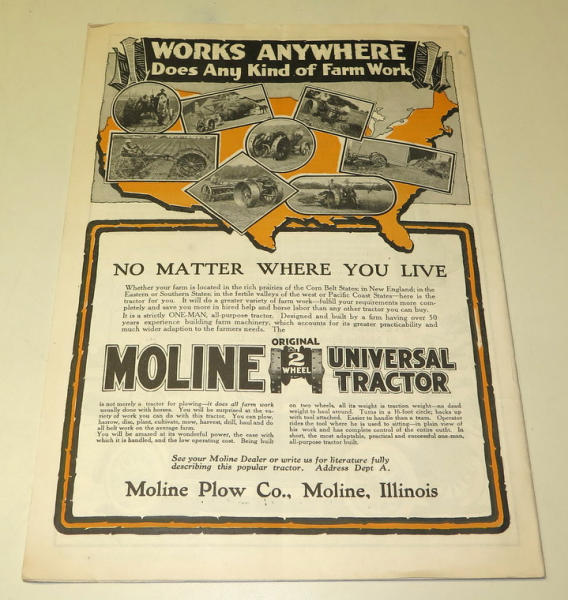 WORKS ANYWHERE
Does Any Kind of Farm Work
NO MATTER WHERE YOU LIVE
Whether your farm is located in the rich prairies of the Corn Belt States; in New England; in the
Eastern or Southern States; in the fertile valleys of the west or Pacific Coast States—here is the
tractor for you. It will do a greater variety of farm work—fulfill your requirements more com-
pletely and save you more in hired help and horse labor than any other tractor you can buy.
It is a strictly ONE-MAN, all-purpose tractor. Designed and built by a firm having over 50
years experience building farm machinery, which accounts for its greater practicability and
much wider adaption to the farmers needs. The
MOLINE
ORIGINAL
2
WHEEL
UNIVERSAL
TRACTOR
is not merely a tractor for plowing—it does all farm work
usually done with horses. You will be surprised at the va-
riety of work you can do with this tractor. You can plow,
harrow, disc, plant, cultivate, mow, harvest, drill, haul and do
all belt work on the average farm.
You will be amazed at its wonderful power, the ease with
which it is handled, and the low operating cost. Being built
on two wheels, all its weight is traction weight—no dead
weight to haul around. Turns in a 16-foot circle; backs up
with tool attached. Easier to handle than a team. Operator
rides the tool where he is used to sitting—in plain view of
his work and has complete control of the entire outfit. In
short, the most adaptable, practical and successful one-man,
all-purpose tractor built.
See your Moline Dealer or write us for literature fully
describing this popular tractor. Address Dept A.
Moline Plow Co., Moline, Illinois